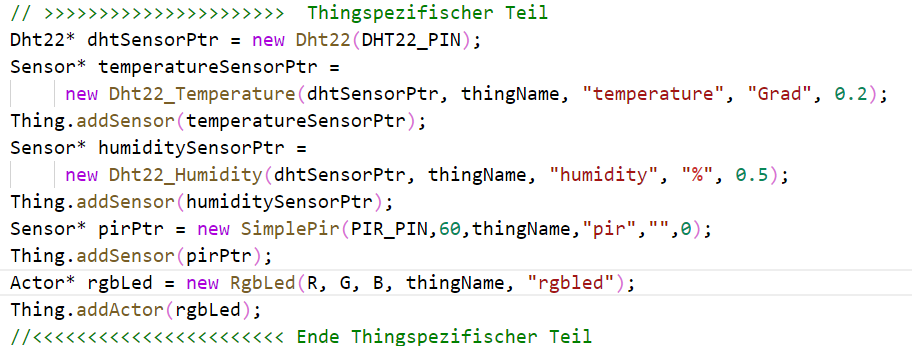 // >>>>>>>>>>>>>>>>>>>>>>  Thingspezifischer Teil
Dht22* dhtSensorPtr = new Dht22(DHT22_PIN);
Sensor* temperatureSensorPtr =
     new Dht22_Temperature(dhtSensorPtr, thingName, "temperature", "Grad", 0.2);
Thing.addSensor(temperatureSensorPtr);
Sensor* humiditySensorPtr =
     new Dht22_Humidity(dhtSensorPtr, thingName, "humidity", "%", 0.5);
Thing.addSensor(humiditySensorPtr);
Sensor* pirPtr = new SimplePir(PIR_PIN,60,thingName,"pir","",0);
Thing.addSensor(pirPtr);
Actor* rgbLed = new RgbLed(R, G, B, thingName, "rgbled");
Thing.addActor(rgbLed);
//<<<<<<<<<<<<<<<<<<<<<<< Ende Thingspezifischer Teil